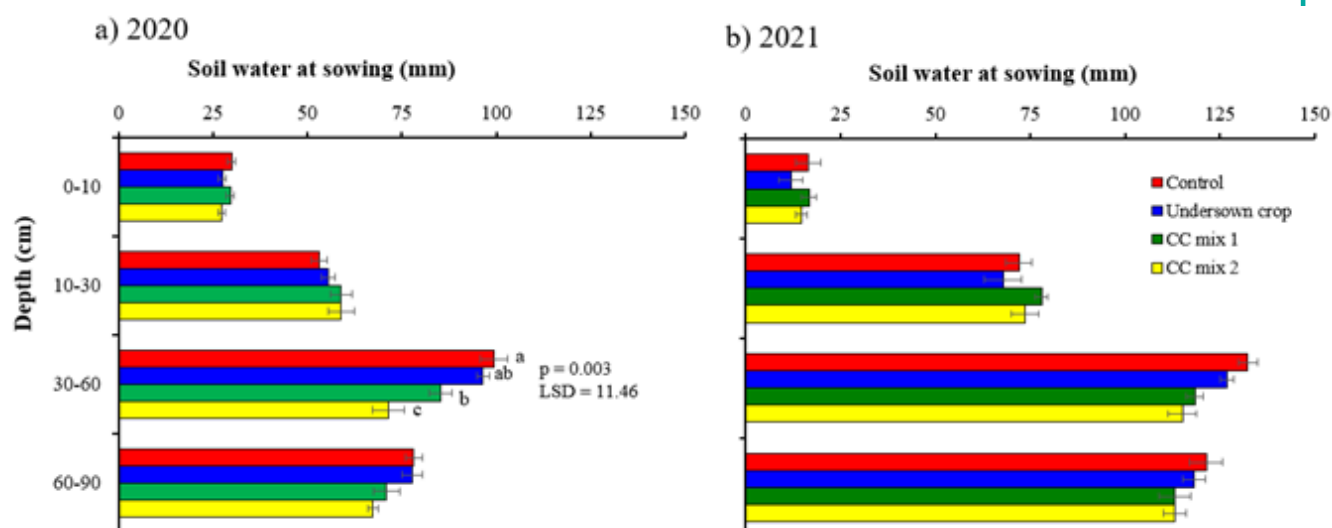 a) 2020
Soil water at sowing (mm)
0 25 50 75 100 125 150
Depth (cm)
0-10
10-30
30-60
60-90
a
ab
b
c
p = 0.003
LSD = 11.46
b) 2021
Soil water at sowing (mm)
0 25 50 75 100 125 150
Control
Undersown crop
CC mix 1
CC mix 2